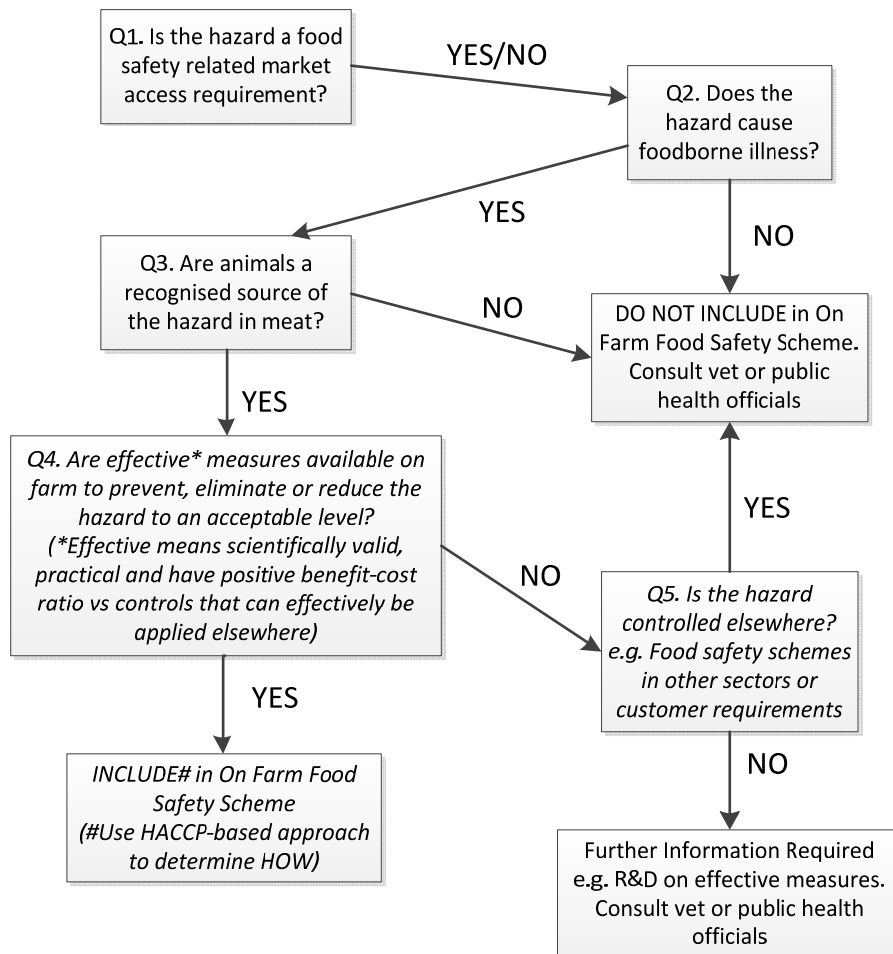 Q1. Is the hazard a food
safety related market
access requirement?
YES/NO
Q2. Does the
hazard cause
foodborne illness?
YES
NO
Q3. Are animals a
recognised source of
the hazard in meat?
NO
DO NOT INCLUDE in On
Farm Food Safety Scheme.
Consult vet or public
health officials
YES
Q4. Are effective* measures available on
farm to prevent, eliminate or reduce the
hazard to an acceptable level?
(*Effective means scientifically valid,
practical and have positive benefit-cost
ratio vs controls that can effectively be
applied elsewhere)
YES
NO
Q5. Is the hazard
controlled elsewhere?
e.g. Food safety schemes
in other sectors or
customer requirements
YES
INCLUDE# in On Farm Food
Safety Scheme
(#Use HACCP-based approach
to determine HOW)
NO
Further Information Required
e.g. R&D on effective measures.
Consult vet or public health
officials